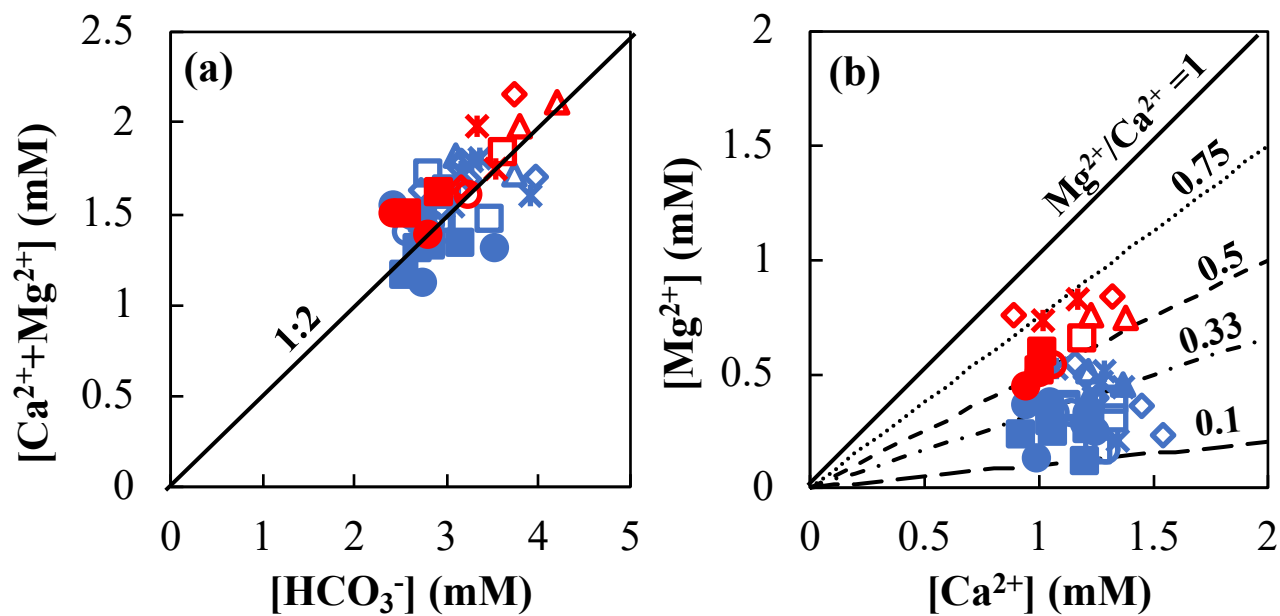 (a)
[Ca²⁺+Mg²⁺] (mM)
2.5
2
1.5
1
0.5
0
1:2
0 1 2 3 4 5
[HCO₃⁻] (mM)
(b)
[Mg²⁺] (mM)
2
1.5
1
0.5
0
Mg²⁺/Ca²⁺ =1
0.75
0.5
0.33
0.1
0 0.5 1 1.5 2
[Ca²⁺] (mM)